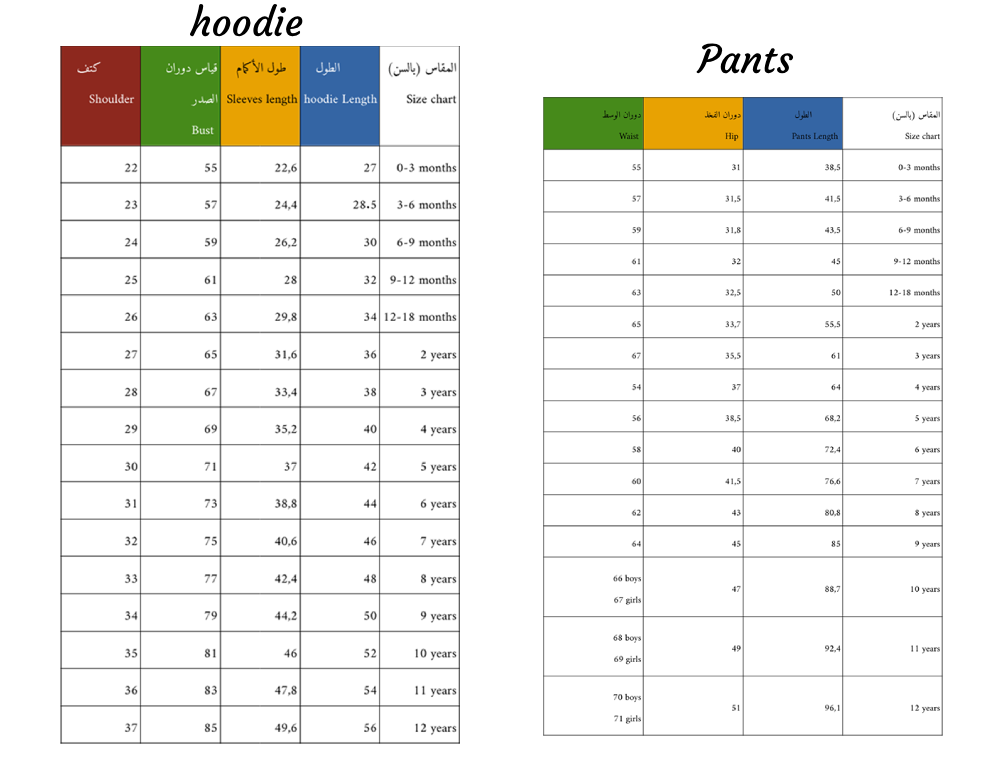 hoodie
كتف
Shoulder
قياس دوران
الصدر
Bust
طول الأكمام
Sleeves length
الطول
hoodie Length
المقاس (بالسن)
Size chart
22 55 22,6 27 0-3 months
23 57 24,4 28.5 3-6 months
24 59 26,2 30 6-9 months
25 61 28 32 9-12 months
26 63 29,8 34 12-18 months
27 65 31,6 36 2 years
28 67 33,4 38 3 years
29 69 35,2 40 4 years
30 71 37 42 5 years
31 73 38,8 44 6 years
32 75 40,6 46 7 years
33 77 42,4 48 8 years
34 79 44,2 50 9 years
35 81 46 52 10 years
36 83 47,8 54 11 years
37 85 49,6 56 12 years
Pants
دوران الوسط
Waist
دوران الفخذ
Hip
الطول
Pants Length
المقاس (بالسن)
Size chart
55 31 38,5 0-3 months
57 31,5 41,5 3-6 months
59 31,8 43,5 6-9 months
61 32 45 9-12 months
63 32,5 50 12-18 months
65 33,7 55,5 2 years
67 35,5 61 3 years
54 37 64 4 years
56 38,5 68,2 5 years
58 40 72,4 6 years
60 41,5 76,6 7 years
62 43 80,8 8 years
64 45 85 9 years
66 boys
67 girls
47 88,7 10 years
68 boys
69 girls
49 92,4 11 years
70 boys
71 girls
51 96,1 12 years